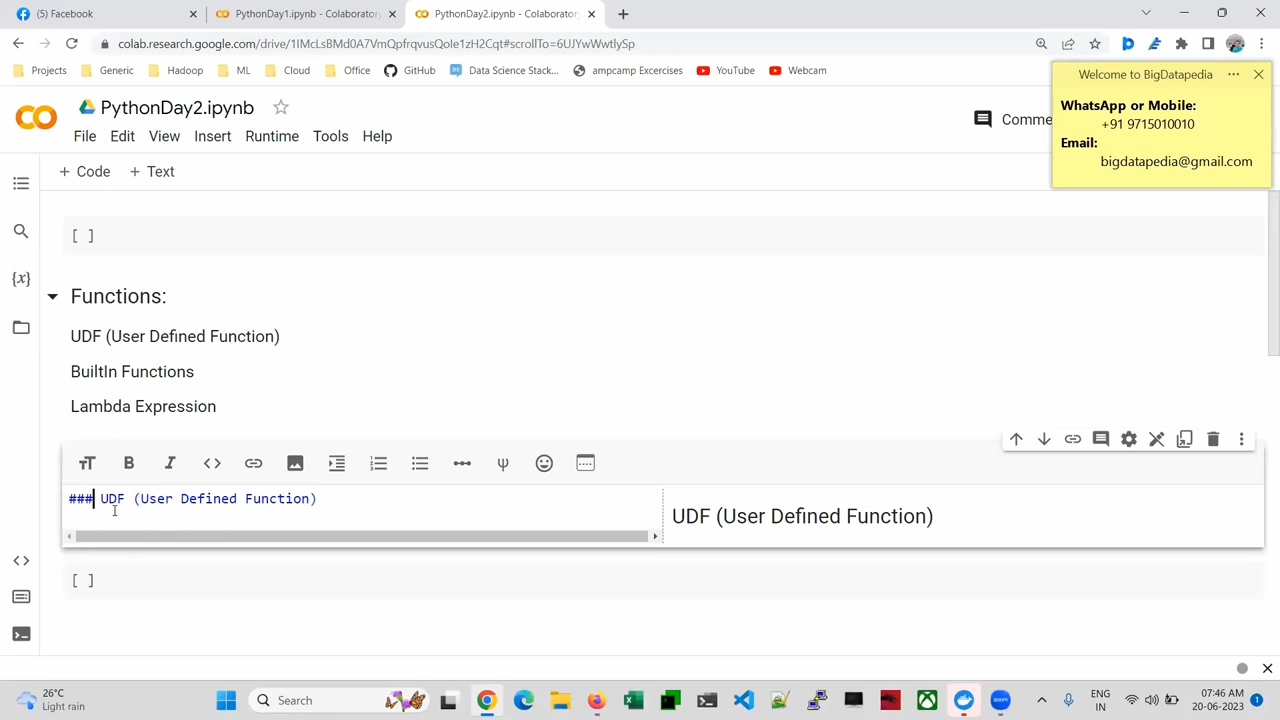 (5) Facebook
PythonDay1.ipynb - Colaborator
PythonDay2.ipynb - Colaborator
colab.research.google.com/drive/1IMcLsBMd0A7VmQpfrqvusQoIe1zH2Cqt#scrollTo=6UJYwWwtlySp
Projects
Generic
Hadoop
ML
Cloud
Office
GitHub
Data Science Stack...
ampcamp Excercises
YouTube
Webcam
Welcome to BigDatapedia
WhatsApp or Mobile:
+91 9715010010
Email:
bigdatapedia@gmail.com
PythonDay2.ipynb
File Edit View Insert Runtime Tools Help
Comme
+ Code + Text
[ ]
{x}
Functions:
UDF (User Defined Function)
BuiltIn Functions
Lambda Expression
### UDF (User Defined Function)
UDF (User Defined Function)
[ ]
26°C
Light rain
Search
ENG
IN
07:46 AM
20-06-2023
1